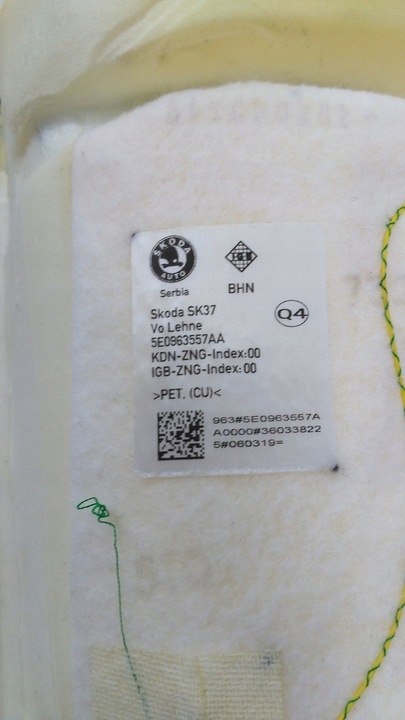 SKODA
AUTO
Serbia
BHN
Skoda SK37
Vo Lehne
5E0963557AA
KDN-ZNG-Index:00
IGB-ZNG-Index:00
Q4
>PET, (CU)<
963#5E0963557A
A0000#36033822
5#060319=